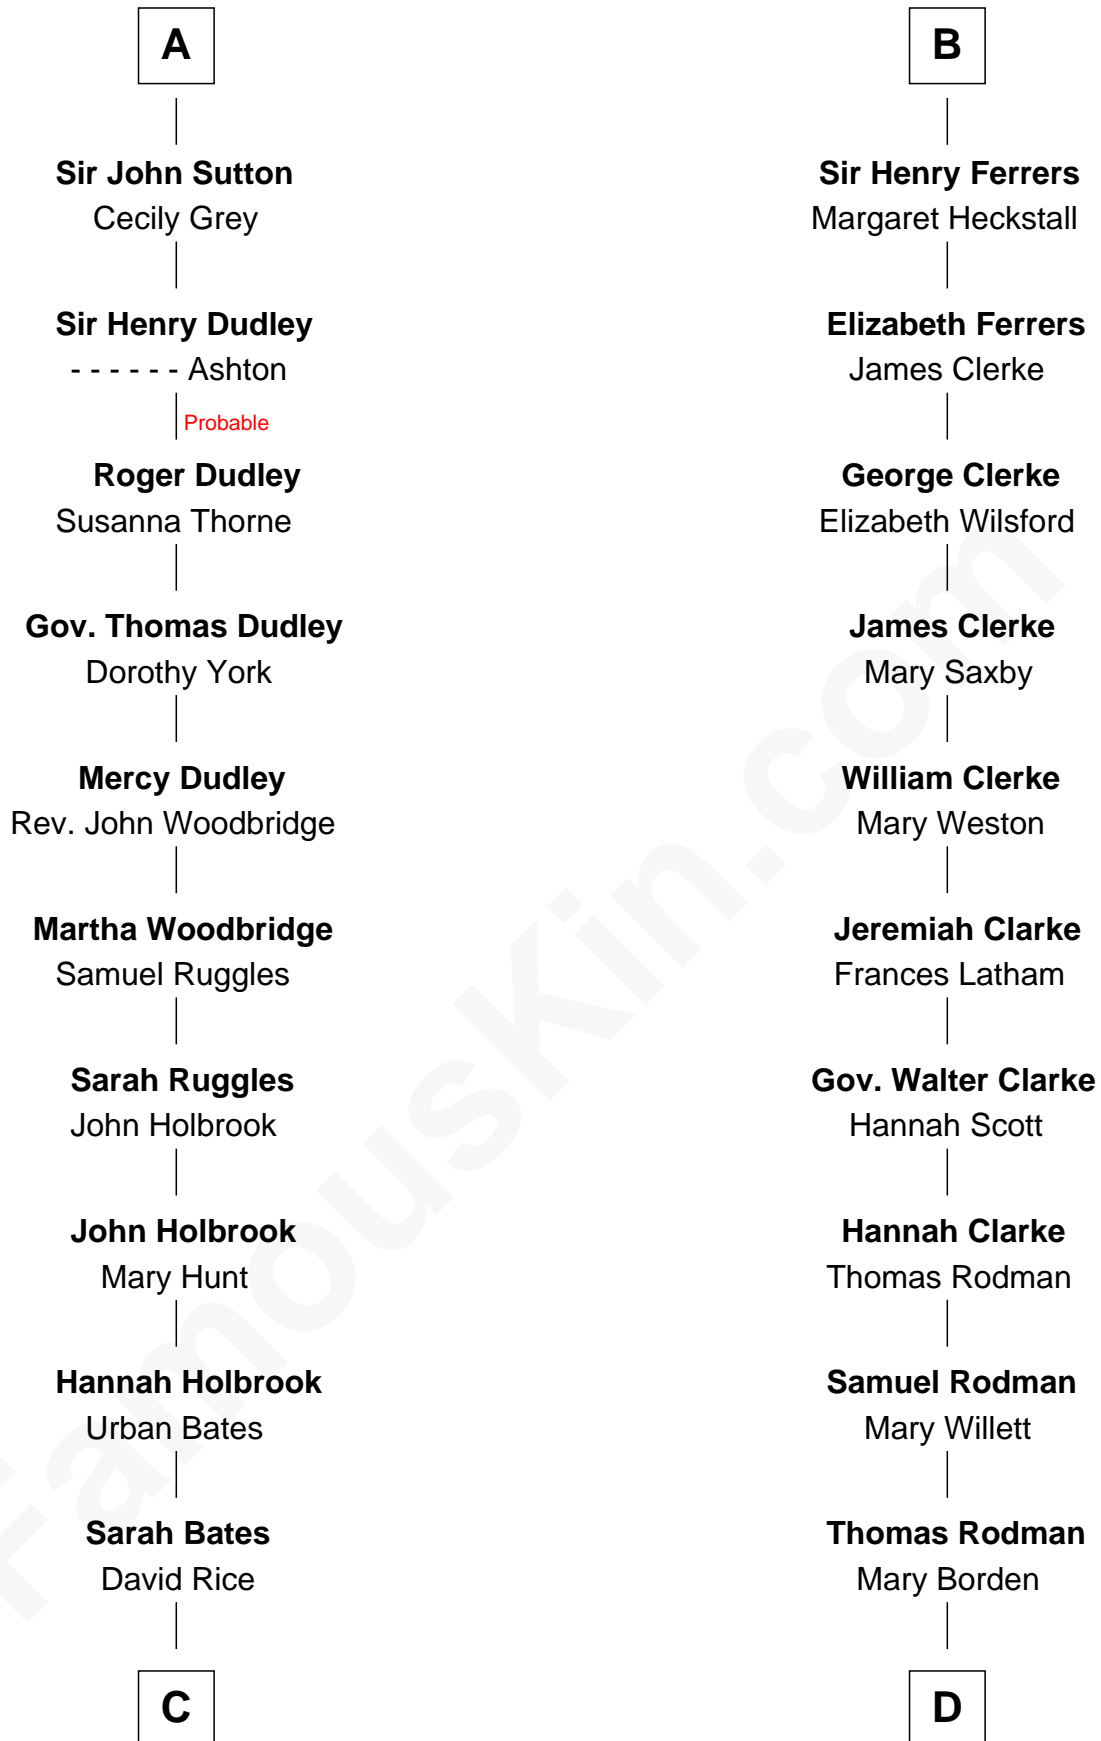 A
Sir John Sutton
Cecily Grey
Sir Henry Dudley
- - - - - - Ashton
Probable
Roger Dudley
Susanna Thorne
Gov. Thomas Dudley
Dorothy York
Mercy Dudley
Rev. John Woodbridge
Martha Woodbridge
Samuel Ruggles
Sarah Ruggles
John Holbrook
John Holbrook
Mary Hunt
Hannah Holbrook
Urban Bates
Sarah Bates
David Rice
C
B
Sir Henry Ferrers
Margaret Heckstall
Elizabeth Ferrers
James Clerke
George Clerke
Elizabeth Wilsford
James Clerke
Mary Saxby
William Clerke
Mary Weston
Jeremiah Clarke
Frances Latham
Gov. Walter Clarke
Hannah Scott
Hannah Clarke
Thomas Rodman
Samuel Rodman
Mary Willett
Thomas Rodman
Mary Borden
D
FamousKin.com